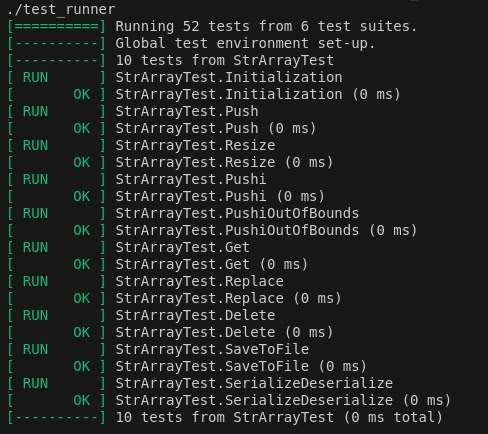 ./test_runner
[==========] Running 52 tests from 6 test suites.
[----------] Global test environment set-up.
[----------] 10 tests from StrArrayTest
[ RUN      ] StrArrayTest.Initialization
[       OK ] StrArrayTest.Initialization (0 ms)
[ RUN      ] StrArrayTest.Push
[       OK ] StrArrayTest.Push (0 ms)
[ RUN      ] StrArrayTest.Resize
[       OK ] StrArrayTest.Resize (0 ms)
[ RUN      ] StrArrayTest.Pushi
[       OK ] StrArrayTest.Pushi (0 ms)
[ RUN      ] StrArrayTest.PushiOutOfBounds
[       OK ] StrArrayTest.PushiOutOfBounds (0 ms)
[ RUN      ] StrArrayTest.Get
[       OK ] StrArrayTest.Get (0 ms)
[ RUN      ] StrArrayTest.Replace
[       OK ] StrArrayTest.Replace (0 ms)
[ RUN      ] StrArrayTest.Delete
[       OK ] StrArrayTest.Delete (0 ms)
[ RUN      ] StrArrayTest.SaveToFile
[       OK ] StrArrayTest.SaveToFile (0 ms)
[ RUN      ] StrArrayTest.SerializeDeserialize
[       OK ] StrArrayTest.SerializeDeserialize (0 ms)
[----------] 10 tests from StrArrayTest (0 ms total)